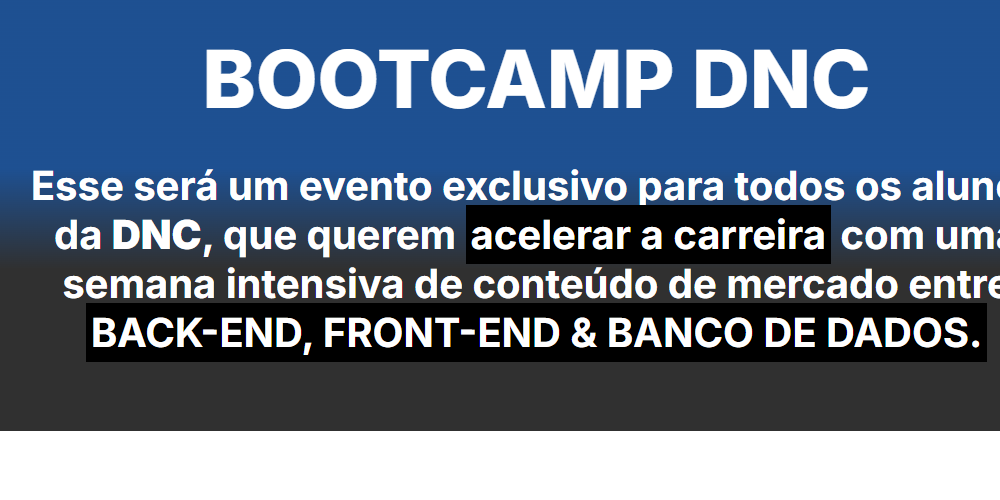 BOOTCAMP DNC
Esse será um evento exclusivo para todos os
da DNC, que querem acelerar a carreira com uma
semana intensiva de conteúdo de mercado entre
BACK-END, FRONT-END & BANCO DE DADOS.